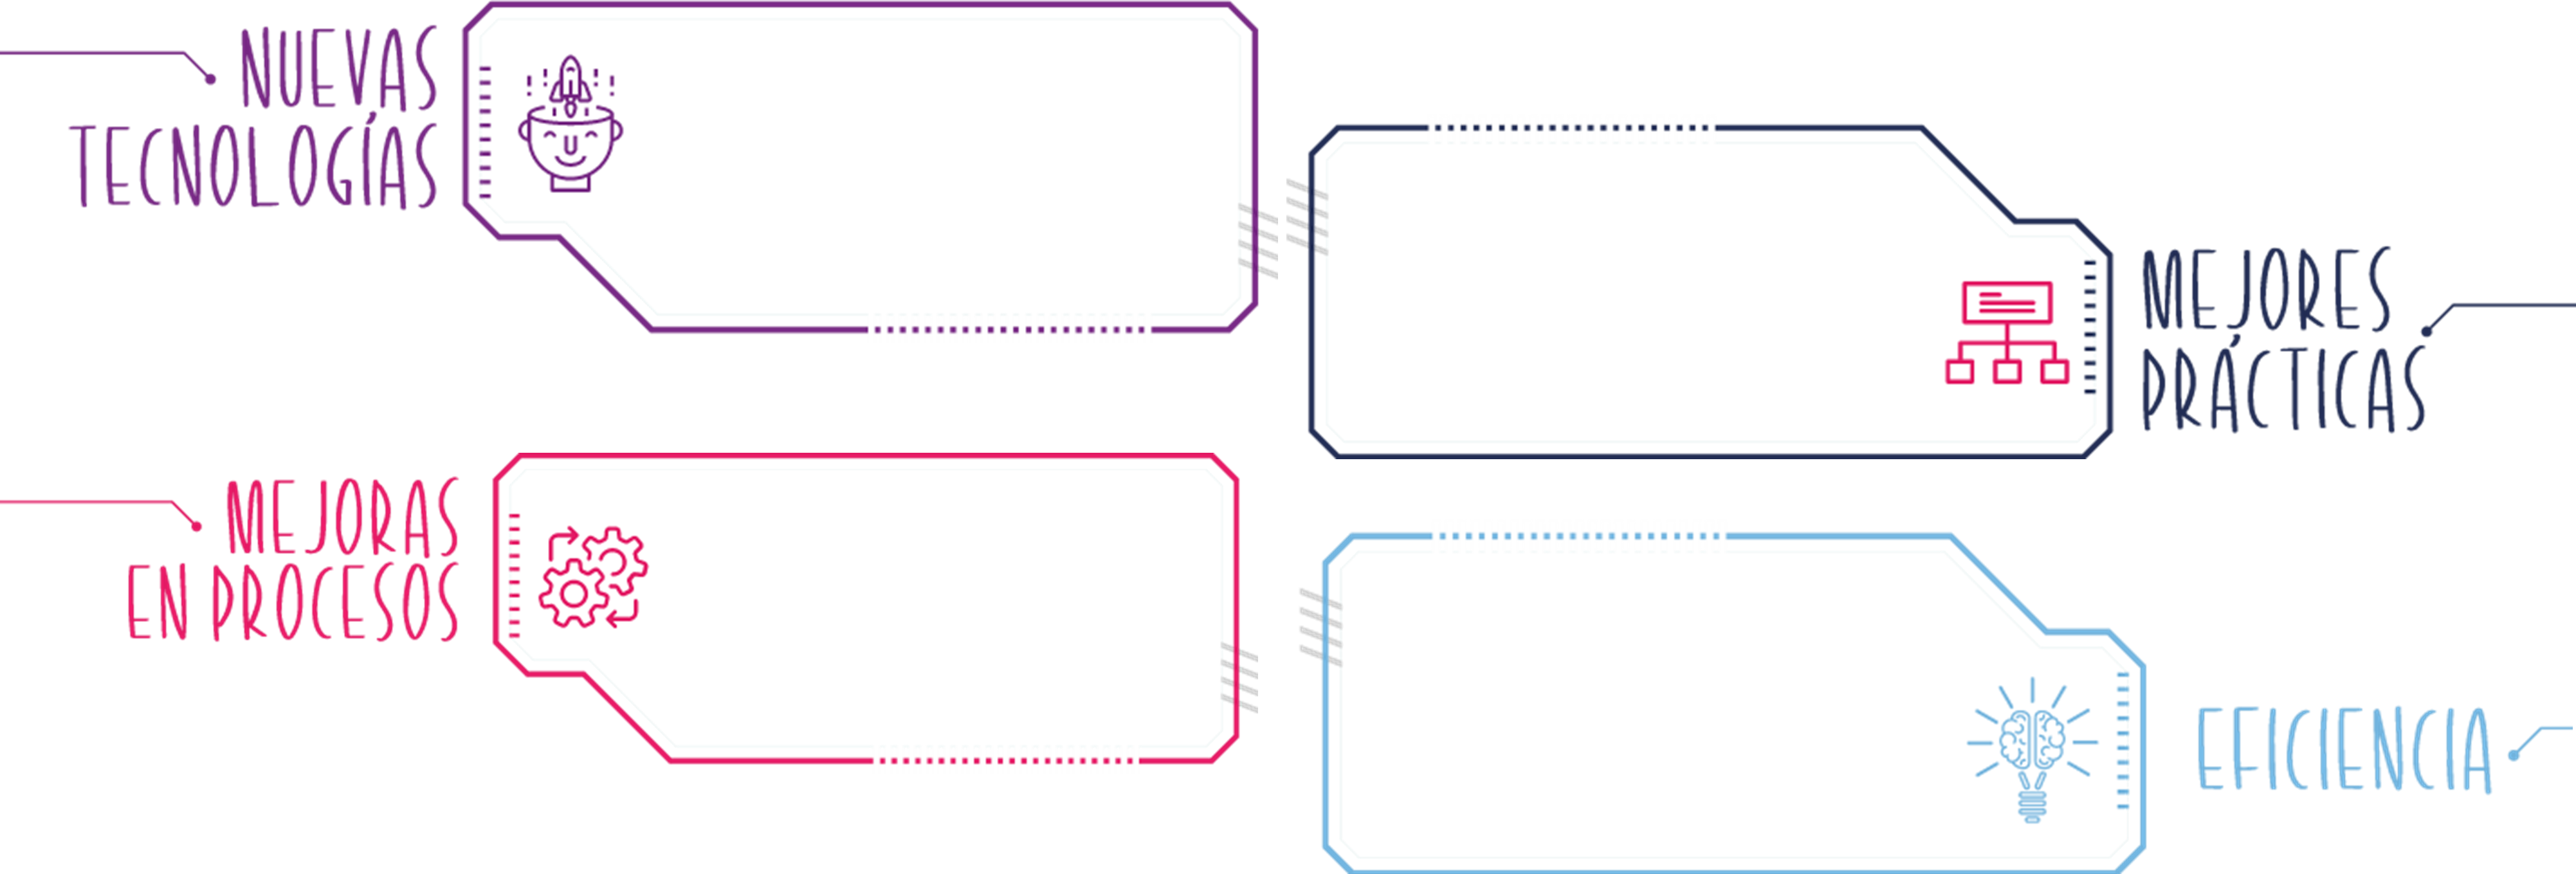 NUEVAS
TECNOLOGÍAS
MEJORES
PRÁCTICAS
MEJORAS
EN PROCESOS
EFICIENCIA